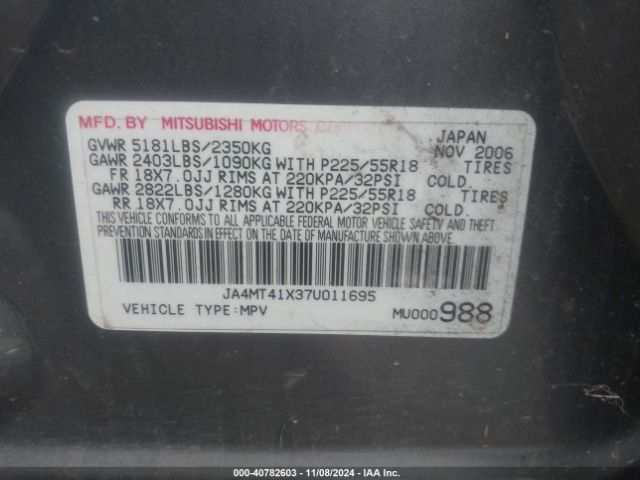 MFD. BY MITSUBISHI MOTORS CORPORATION JAPAN
GVWR 5181LBS/2350KG NOV 2006
GAWR 2403LBS/1090KG WITH P225/55R18 TIRES
FR 18X7.0JJ RIMS AT 220KPA/32PSI COLD.
GAWR 2822LBS/1280KG WITH P225/55R18 TIRES
RR 18X7.0JJ RIMS AT 220KPA/32PSI COLD.
THIS VEHICLE CONFORMS TO ALL APPLICABLE FEDERAL MOTOR VEHICLE SAFETY AND THEFT
PREVENTION STANDARDS IN EFFECT ON THE DATE OF MANUFACTURE SHOWN ABOVE.
JA4MT41X37U011695
VEHICLE TYPE:MPV MU000988
© IAA-40782603 - 11/08/2024 - IAAI.com